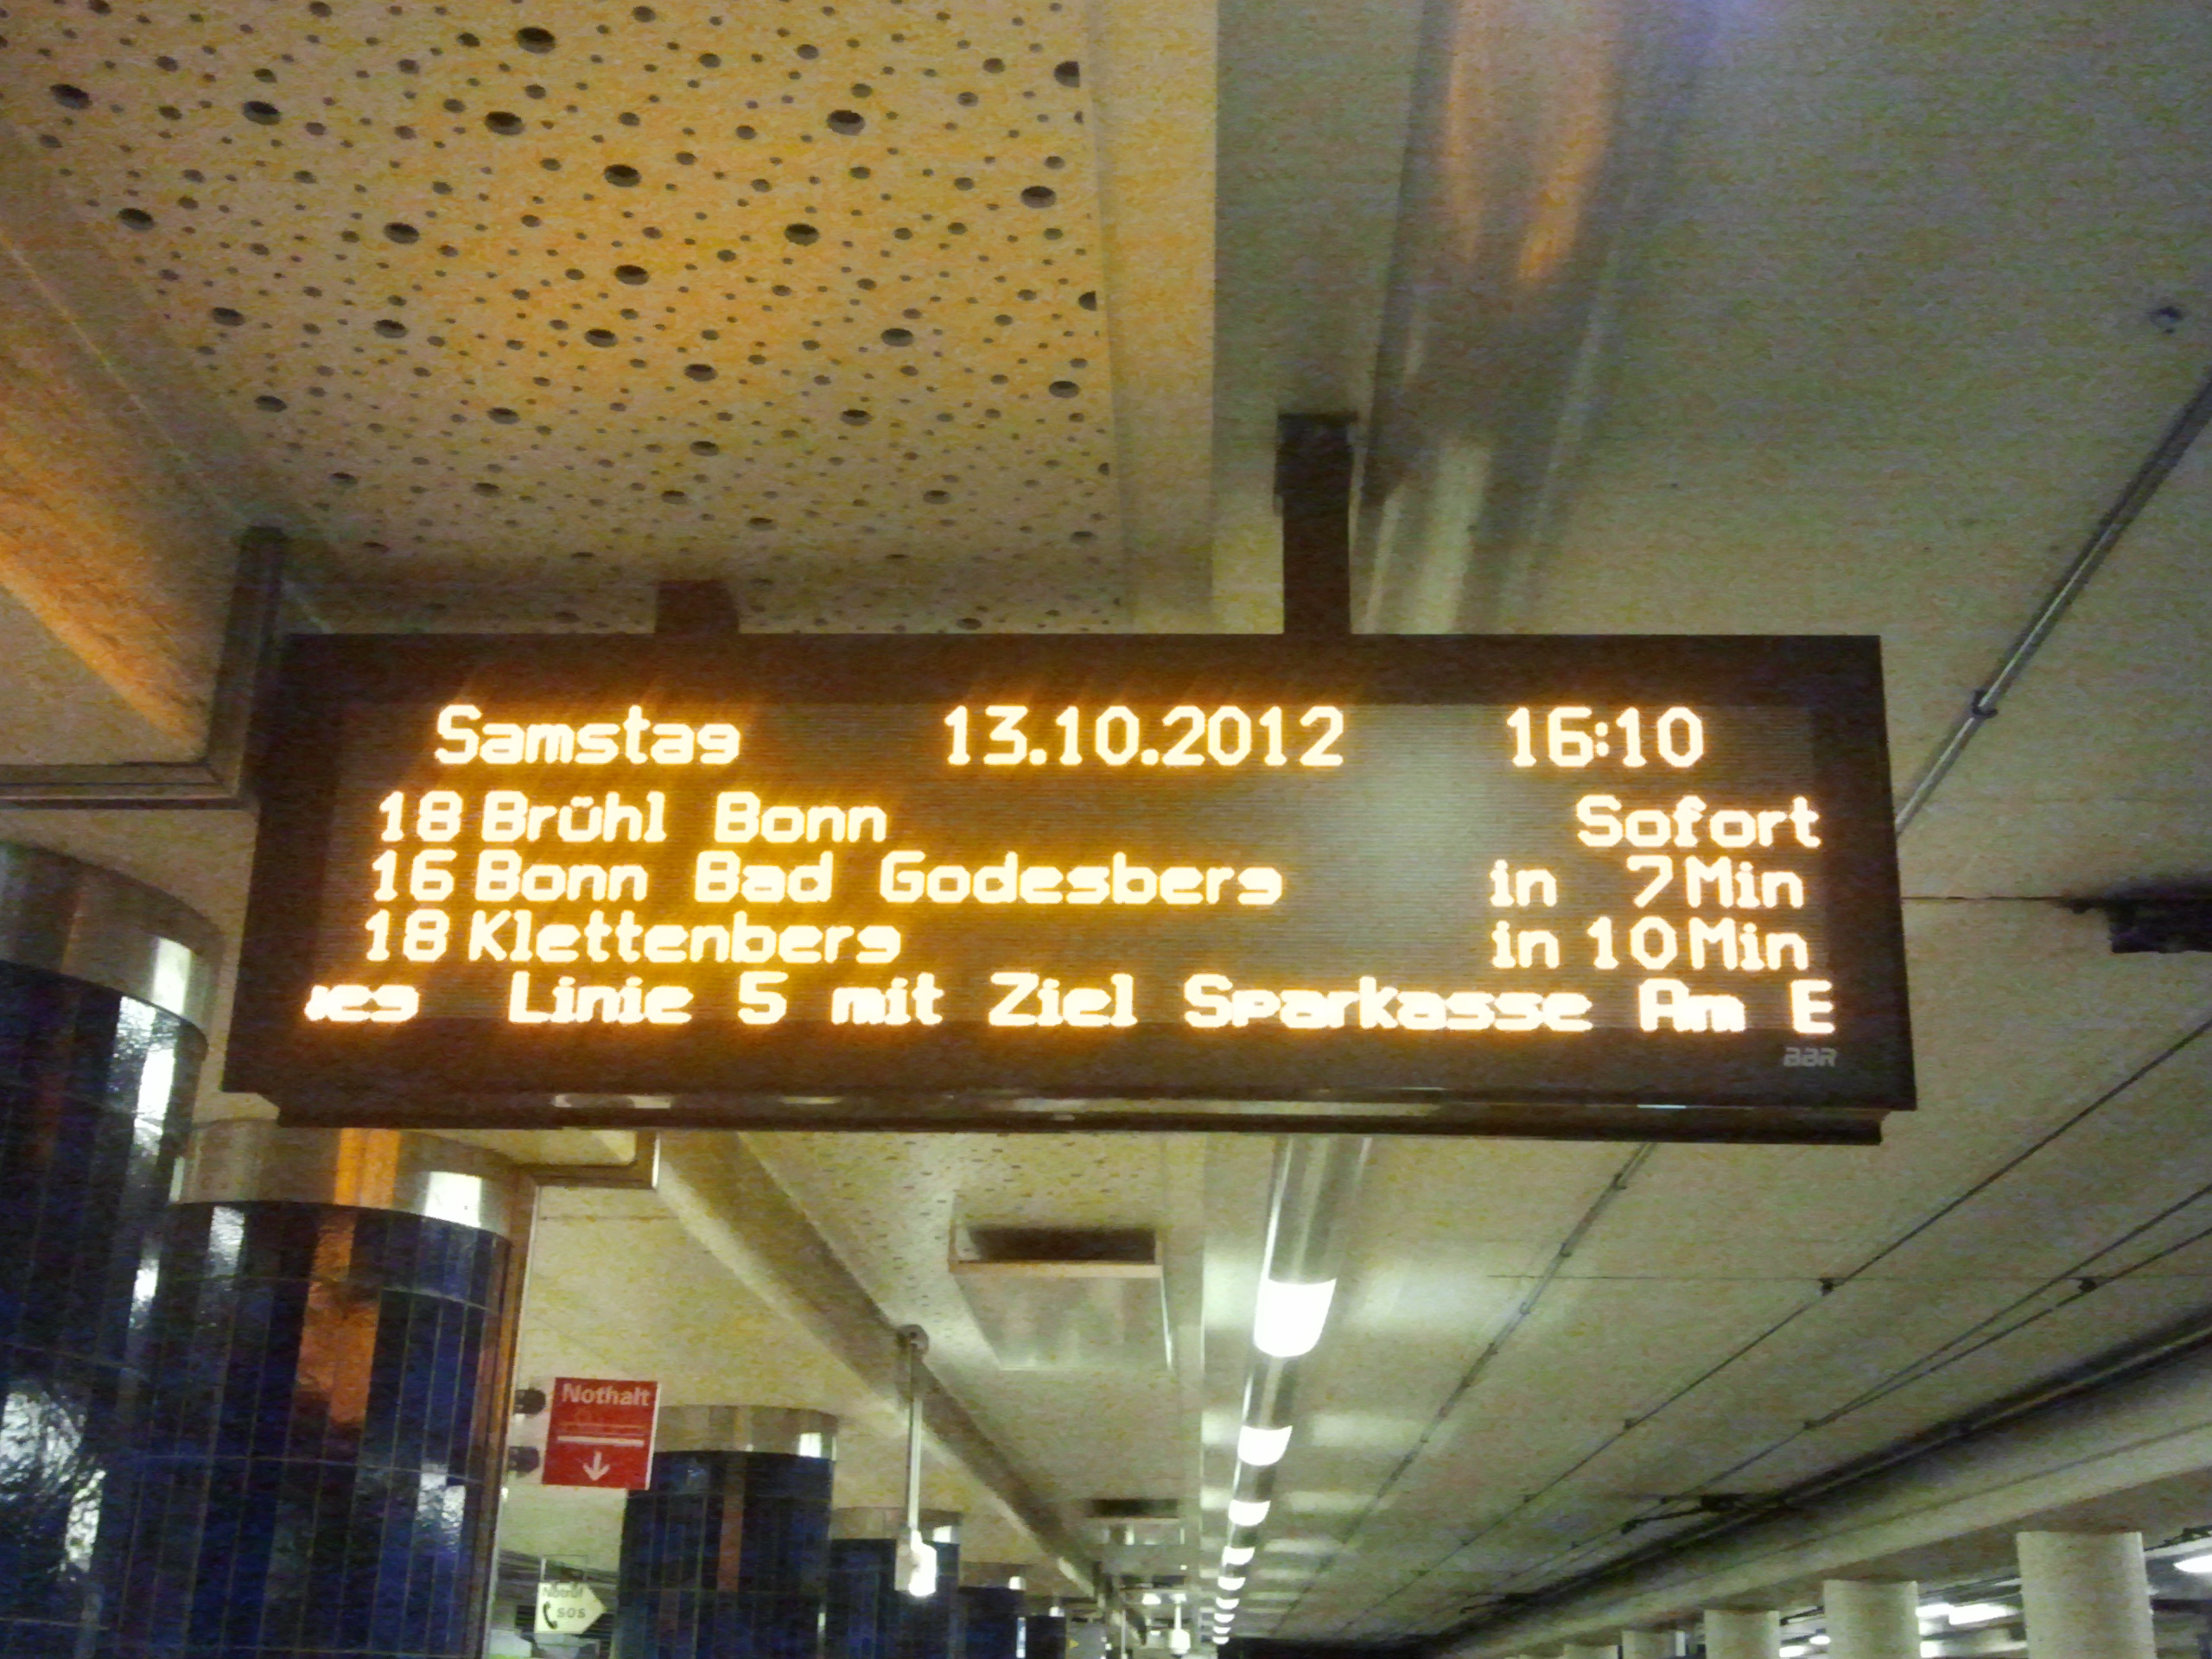 Samstag 13.10.2012 16:10
18 Brühl Bonn Sofort
16 Bonn Bad Godesberg in 7 Min
18 Klettenberg in 10 Min
Linie 5 mit Ziel Sparkasse Am E
Nothalt
SOS